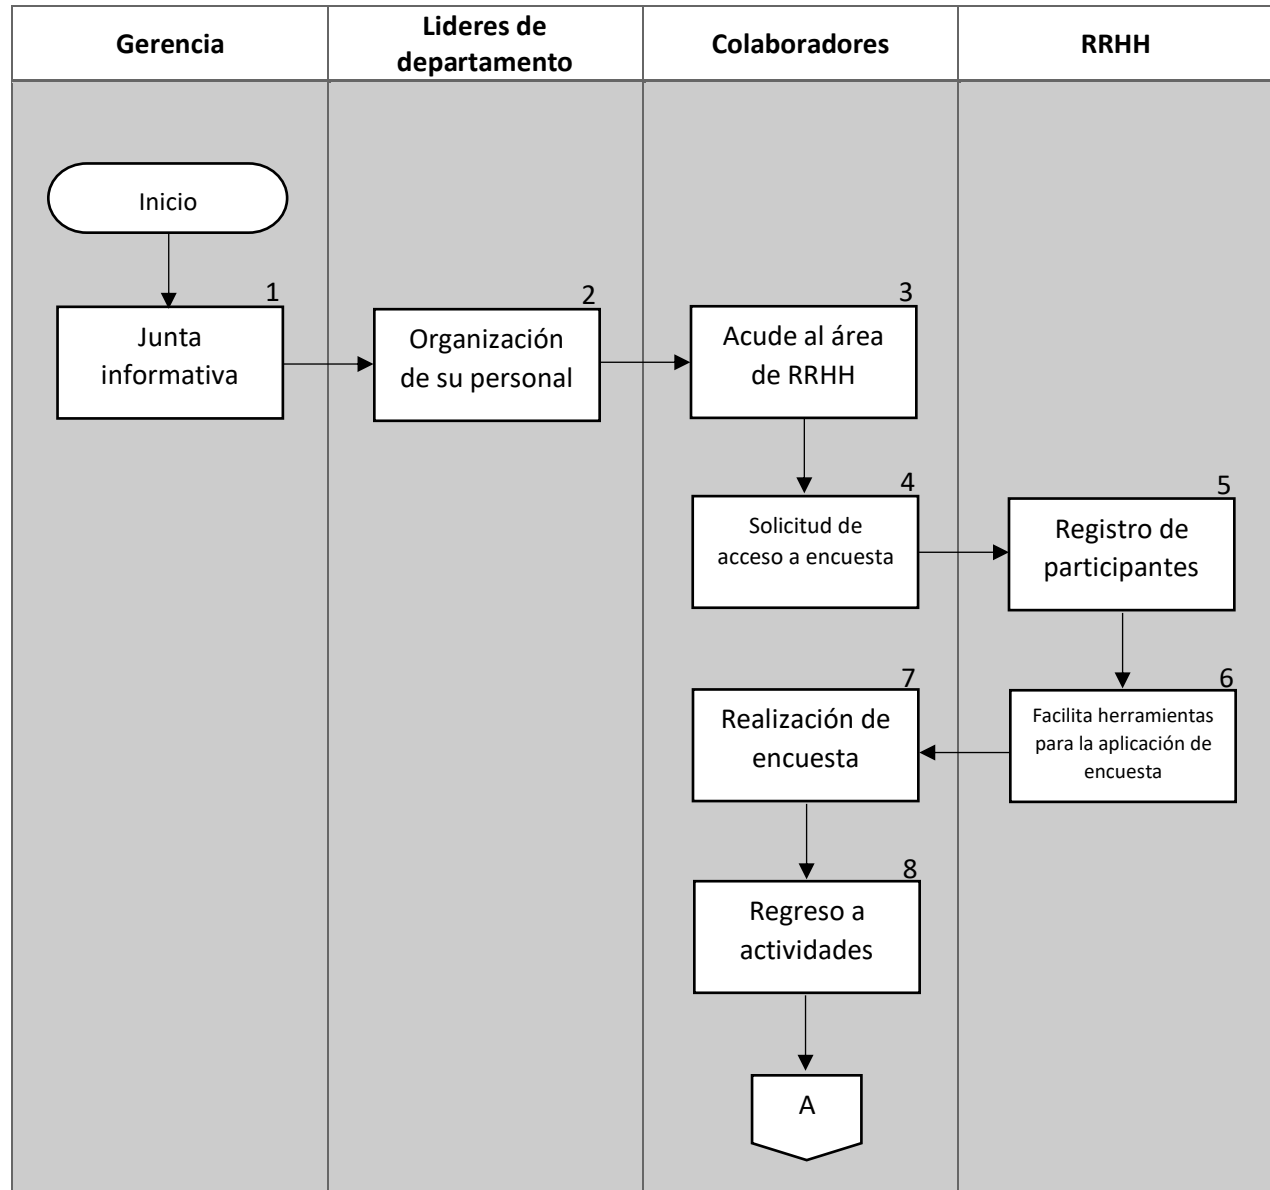 Gerencia
Lideres de
departamento
Colaboradores
RRHH
Inicio
1
Junta
informativa
2
Organización
de su personal
3
Acude al área
de RRHH
4
Solicitud de
acceso a encuesta
5
Registro de
participantes
6
Facilita herramientas
para la aplicación de
encuesta
7
Realización de
encuesta
8
Regreso a
actividades
A